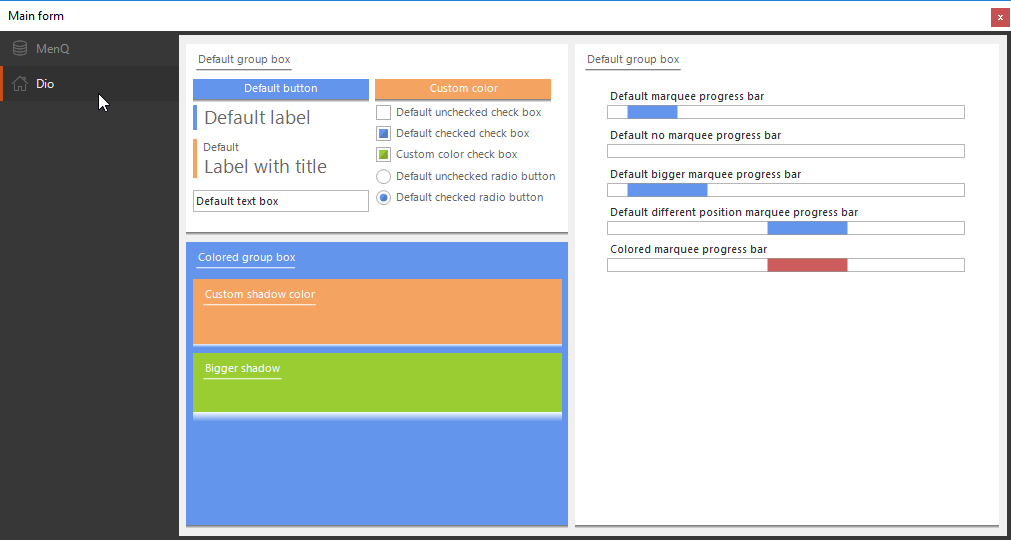 Main form
x
MenQ
Dio
Default group box
Default button
Custom color
Default label
Default
Label with title
Default text box
Default unchecked check box
Default checked check box
Custom color check box
Default unchecked radio button
Default checked radio button
Colored group box
Custom shadow color
Bigger shadow
Default group box
Default marquee progress bar
Default no marquee progress bar
Default bigger marquee progress bar
Default different position marquee progress bar
Colored marquee progress bar